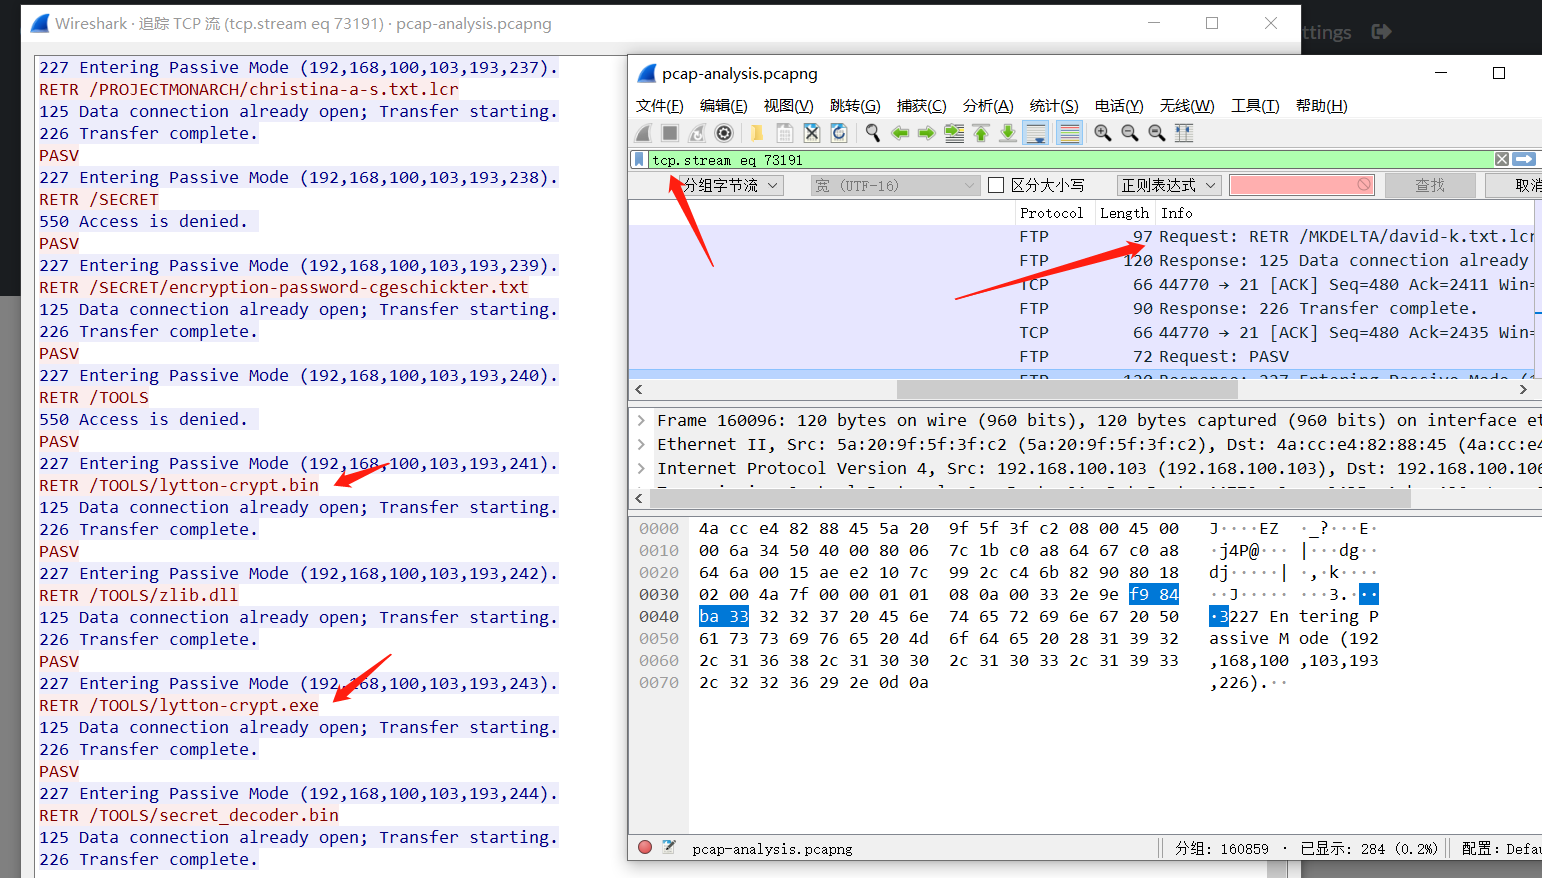 Wireshark · 追踪 TCP 流 (tcp.stream eq 73191) · pcap-analysis.pcapng
227 Entering Passive Mode (192,168,100,103,193,237).
RETR /PROJECTMONARCH/christina-a-s.txt.lcr
125 Data connection already open; Transfer starting.
226 Transfer complete.
PASV
227 Entering Passive Mode (192,168,100,103,193,238).
RETR /SECRET
550 Access is denied.
PASV
227 Entering Passive Mode (192,168,100,103,193,239).
RETR /SECRET/encryption-password-cgeschickter.txt
125 Data connection already open; Transfer starting.
226 Transfer complete.
PASV
227 Entering Passive Mode (192,168,100,103,193,240).
RETR /TOOLS
550 Access is denied.
PASV
227 Entering Passive Mode (192,168,100,103,193,241).
RETR /TOOLS/lytton-crypt.bin
125 Data connection already open; Transfer starting.
226 Transfer complete.
PASV
227 Entering Passive Mode (192,168,100,103,193,242).
RETR /TOOLS/zlib.dll
125 Data connection already open; Transfer starting.
226 Transfer complete.
PASV
227 Entering Passive Mode (192,168,100,103,193,243).
RETR /TOOLS/lytton-crypt.exe
125 Data connection already open; Transfer starting.
226 Transfer complete.
PASV
227 Entering Passive Mode (192,168,100,103,193,244).
RETR /TOOLS/secret_decoder.bin
125 Data connection already open; Transfer starting.
226 Transfer complete.
ttings
pcap-analysis.pcapng
文件(F) 编辑(E) 视图(V) 跳转(G) 捕获(C) 分析(A) 统计(S) 电话(Y) 无线(W) 工具(T) 帮助(H)
tcp.stream eq 73191
分组字节流 宽 (UTF-16) 区分大小写 正则表达式 查找 取消
Protocol Length Info
FTP 97 Request: RETR /MKDELTA/david-k.txt.lcr
FTP 120 Response: 125 Data connection already
TCP 66 44770 → 21 [ACK] Seq=480 Ack=2411 Win=
FTP 90 Response: 226 Transfer complete.
TCP 66 44770 → 21 [ACK] Seq=480 Ack=2435 Win=
FTP 72 Request: PASV
FTP 120 Response: 227 Entering Passive Mode (1
Frame 160096: 120 bytes on wire (960 bits), 120 bytes captured (960 bits) on interface et
Ethernet II, Src: 5a:20:9f:5f:3f:c2 (5a:20:9f:5f:3f:c2), Dst: 4a:cc:e4:82:88:45 (4a:cc:e4
Internet Protocol Version 4, Src: 192.168.100.103 (192.168.100.103), Dst: 192.168.100.106
0000 4a cc e4 82 88 45 5a 20 9f 5f 3f c2 08 00 45 00 J····EZ ·_?···E·
0010 00 6a 34 50 40 00 80 06 7c 1b c0 a8 64 67 c0 a8 ·j4P@··· |···dg··
0020 64 6a 00 15 ae e2 10 7c 99 2c c4 6b 82 90 80 18 dj·····| ·,·k····
0030 02 00 4a 7f 00 00 01 01 08 0a 00 33 2e 9e f9 84 ··J····· ···3.···
0040 ba 33 32 32 37 20 45 6e 74 65 72 69 6e 67 20 50 ·3227 En tering P
0050 61 73 73 69 76 65 20 4d 6f 64 65 20 28 31 39 32 assive M ode (192
0060 2c 31 36 38 2c 31 30 30 2c 31 30 33 2c 31 39 33 ,168,100 ,103,193
0070 2c 32 32 36 29 2e 0d 0a ,226).··
pcap-analysis.pcapng 分组: 160859 · 已显示: 284 (0.2%) 配置: Defau